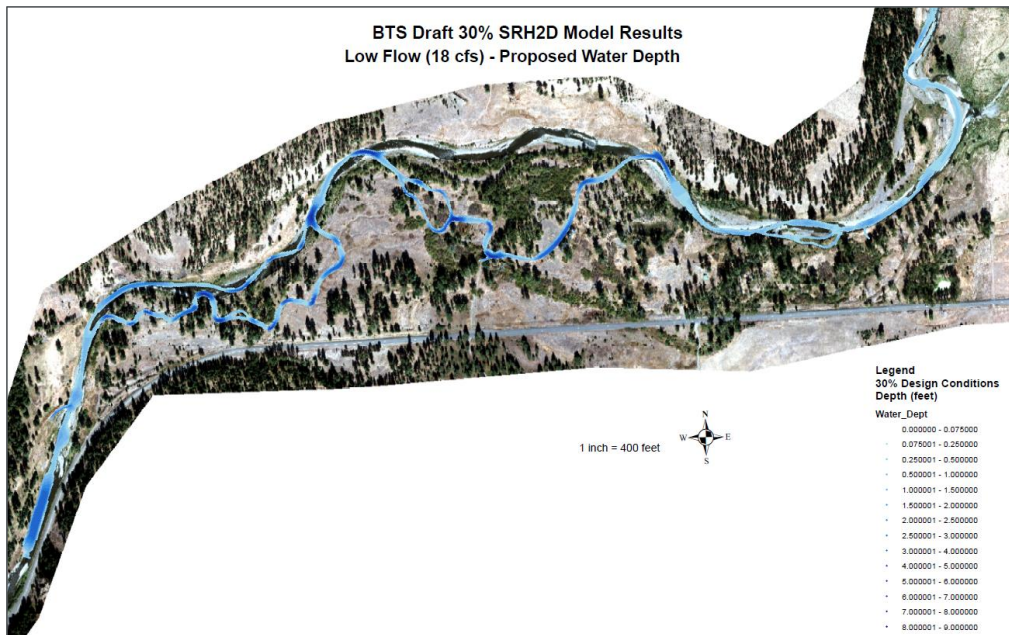 BTS Draft 30% SRH2D Model Results
Low Flow (18 cfs) - Proposed Water Depth
1 inch = 400 feet
N
W
E
S
Legend
30% Design Conditions
Depth (feet)
Water_Dept
0.000000 - 0.075000
0.075001 - 0.250000
0.250001 - 0.500000
0.500001 - 1.000000
1.000001 - 1.500000
1.500001 - 2.000000
2.000001 - 2.500000
2.500001 - 3.000000
3.000001 - 4.000000
4.000001 - 5.000000
5.000001 - 6.000000
6.000001 - 7.000000
7.000001 - 8.000000
8.000001 - 9.000000